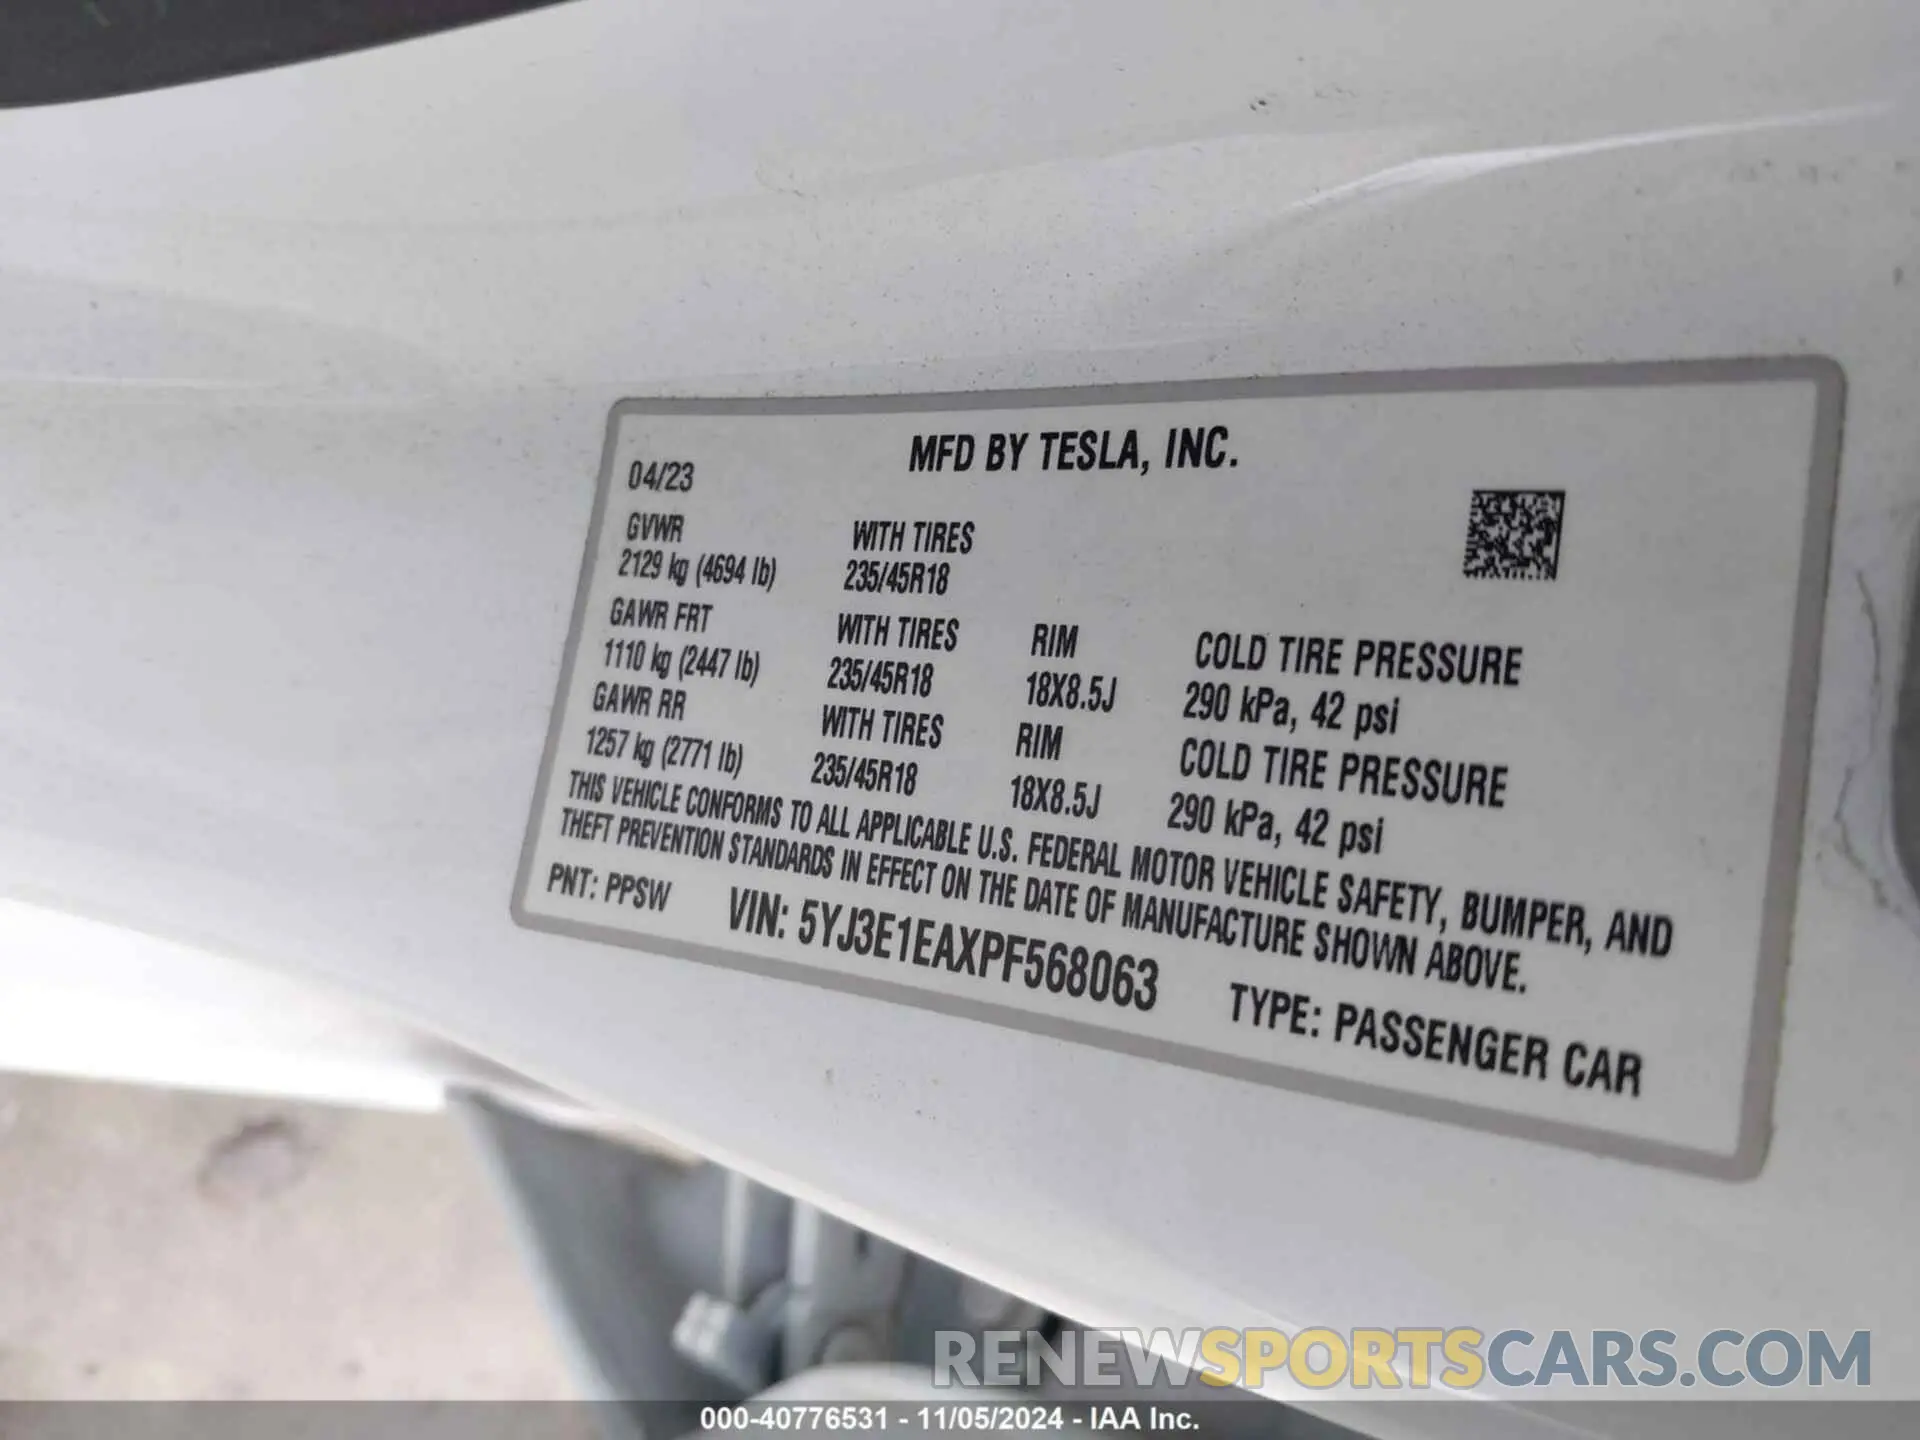 MFD BY TESLA, INC.
04/23
GVWR WITH TIRES
2129 kg (4694 lb) 235/45R18
GAWR FRT WITH TIRES RIM COLD TIRE PRESSURE
1110 kg (2447 lb) 235/45R18 18X8.5J 290 kPa, 42 psi
GAWR RR WITH TIRES RIM COLD TIRE PRESSURE
1257 kg (2771 lb) 235/45R18 18X8.5J 290 kPa, 42 psi
THIS VEHICLE CONFORMS TO ALL APPLICABLE U.S. FEDERAL MOTOR VEHICLE SAFETY, BUMPER, AND
THEFT PREVENTION STANDARDS IN EFFECT ON THE DATE OF MANUFACTURE SHOWN ABOVE.
PNT: PPSW VIN: 5YJ3E1EAXPF568063 TYPE: PASSENGER CAR
RENEWSPORTSCARS.COM
000-40776531 - 11/05/2024 - IAA Inc.